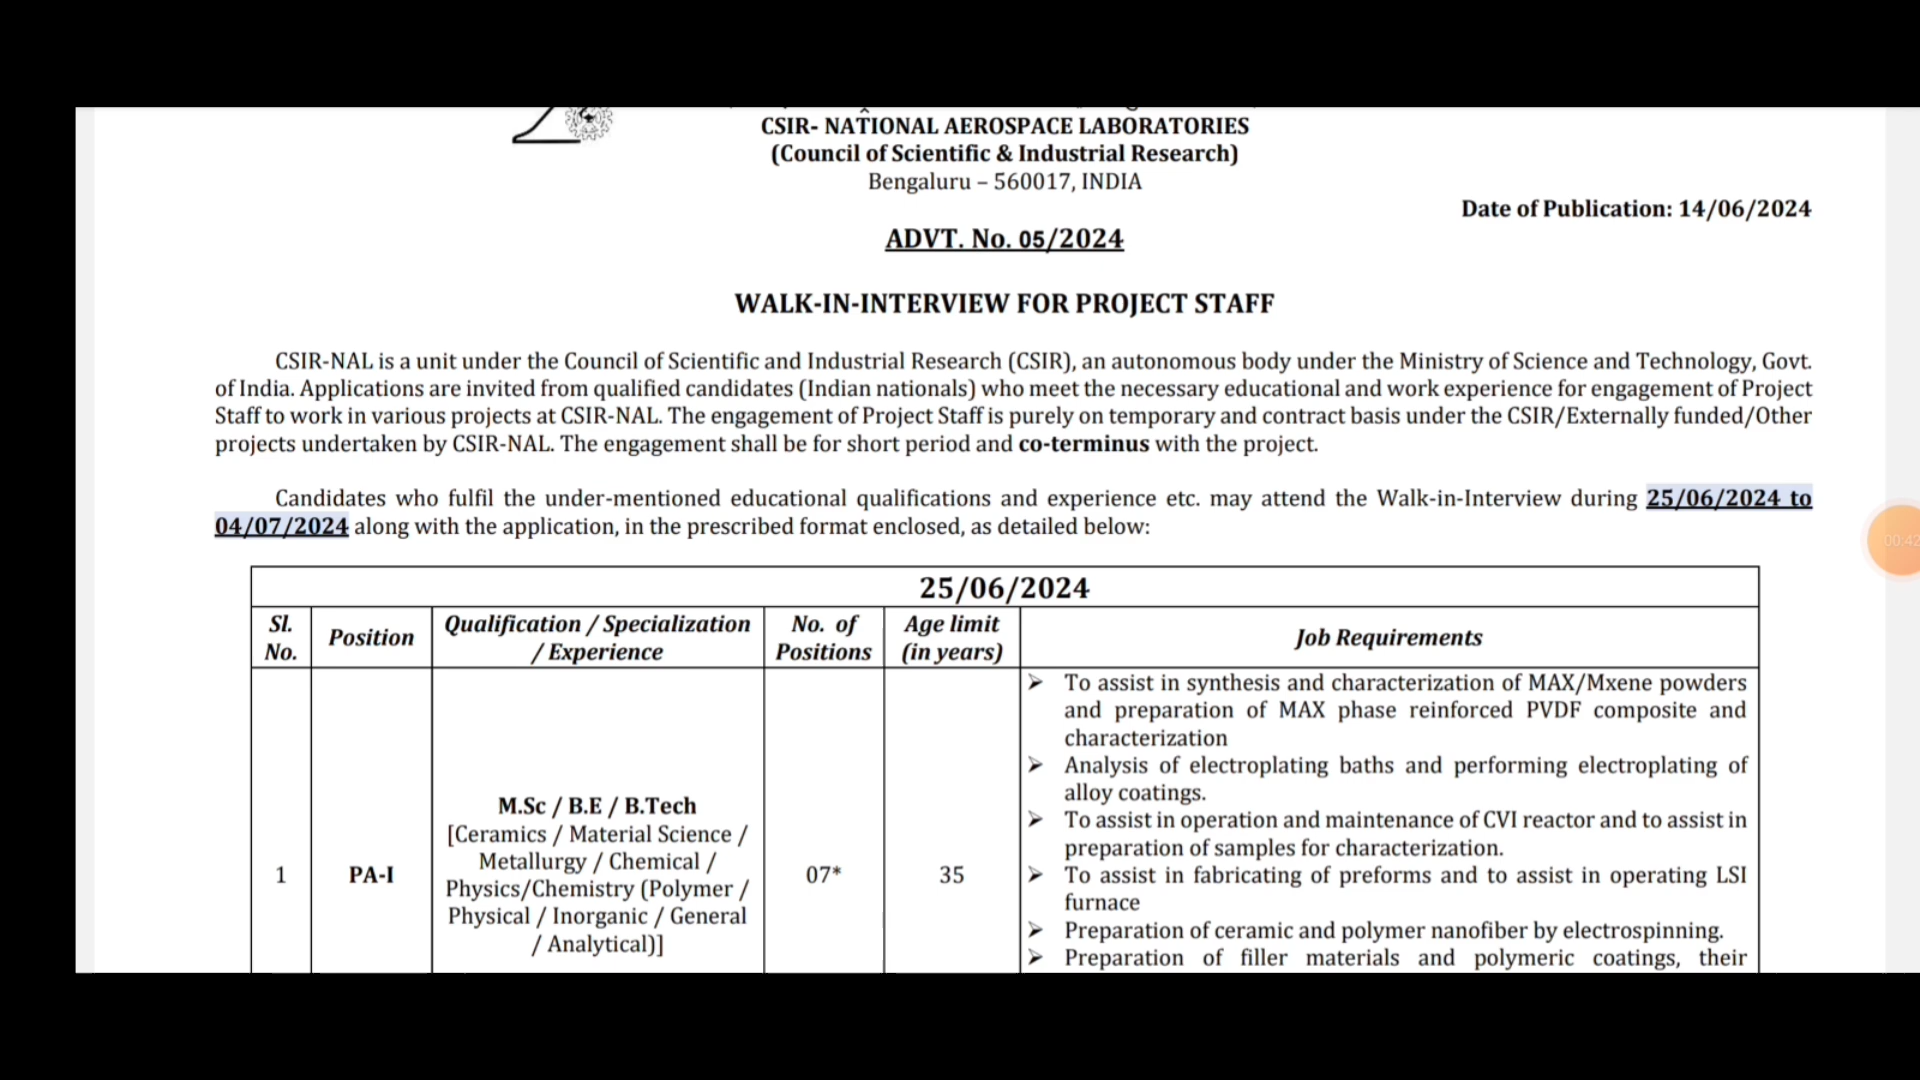 CSIR- NATIONAL AEROSPACE LABORATORIES
(Council of Scientific & Industrial Research)
Bengaluru – 560017, INDIA
Date of Publication: 14/06/2024
ADVT. No. 05/2024
WALK-IN-INTERVIEW FOR PROJECT STAFF
CSIR-NAL is a unit under the Council of Scientific and Industrial Research (CSIR), an autonomous body under the Ministry of Science and Technology, Govt.
of India. Applications are invited from qualified candidates (Indian nationals) who meet the necessary educational and work experience for engagement of Project
Staff to work in various projects at CSIR-NAL. The engagement of Project Staff is purely on temporary and contract basis under the CSIR/Externally funded/Other
projects undertaken by CSIR-NAL. The engagement shall be for short period and co-terminus with the project.
Candidates who fulfil the under-mentioned educational qualifications and experience etc. may attend the Walk-in-Interview during 25/06/2024 to
04/07/2024 along with the application, in the prescribed format enclosed, as detailed below:
25/06/2024
Sl.
No.
Position
Qualification / Specialization
/ Experience
No. of
Positions
Age limit
(in years)
Job Requirements
1
PA-I
M.Sc / B.E / B.Tech
[Ceramics / Material Science /
Metallurgy / Chemical /
Physics/Chemistry (Polymer /
Physical / Inorganic / General
/ Analytical)]
07*
35
➢ To assist in synthesis and characterization of MAX/Mxene powders
and preparation of MAX phase reinforced PVDF composite and
characterization
➢ Analysis of electroplating baths and performing electroplating of
alloy coatings.
➢ To assist in operation and maintenance of CVI reactor and to assist in
preparation of samples for characterization.
➢ To assist in fabricating of preforms and to assist in operating LSI
furnace
➢ Preparation of ceramic and polymer nanofiber by electrospinning.
➢ Preparation of filler materials and polymeric coatings, their
00:42